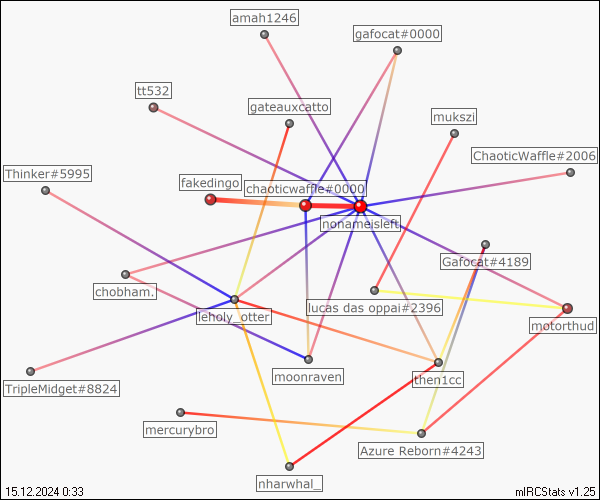 amah1246
gafocat#0000
tt532
gateauxcatto
mukszi
ChaoticWaffle#2006
Thinker#5995
fakedingo
chaoticwaffle#0000
nonameisleft
Gafocat#4189
chobham.
leholy_otter
lucas das oppai#2396
motorthud
moonraven
then1cc
TripleMidget#8824
mercurybro
Azure Reborn#4243
nharwhal_
15.12.2024 0:33
mIRCStats v1.25